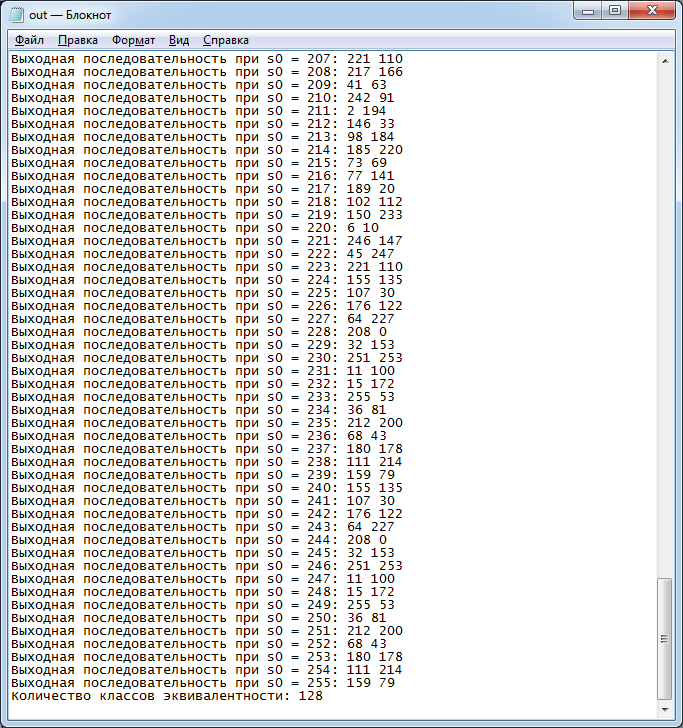 out — Блокнот
Файл Правка Формат Вид Справка
Выходная последовательность при s0 = 207: 221 110
Выходная последовательность при s0 = 208: 217 166
Выходная последовательность при s0 = 209: 41 63
Выходная последовательность при s0 = 210: 242 91
Выходная последовательность при s0 = 211: 2 194
Выходная последовательность при s0 = 212: 146 33
Выходная последовательность при s0 = 213: 98 184
Выходная последовательность при s0 = 214: 185 220
Выходная последовательность при s0 = 215: 73 69
Выходная последовательность при s0 = 216: 77 141
Выходная последовательность при s0 = 217: 189 20
Выходная последовательность при s0 = 218: 102 112
Выходная последовательность при s0 = 219: 150 233
Выходная последовательность при s0 = 220: 6 10
Выходная последовательность при s0 = 221: 246 147
Выходная последовательность при s0 = 222: 45 247
Выходная последовательность при s0 = 223: 221 110
Выходная последовательность при s0 = 224: 155 135
Выходная последовательность при s0 = 225: 107 30
Выходная последовательность при s0 = 226: 176 122
Выходная последовательность при s0 = 227: 64 227
Выходная последовательность при s0 = 228: 208 0
Выходная последовательность при s0 = 229: 32 153
Выходная последовательность при s0 = 230: 251 253
Выходная последовательность при s0 = 231: 11 100
Выходная последовательность при s0 = 232: 15 172
Выходная последовательность при s0 = 233: 255 53
Выходная последовательность при s0 = 234: 36 81
Выходная последовательность при s0 = 235: 212 200
Выходная последовательность при s0 = 236: 68 43
Выходная последовательность при s0 = 237: 180 178
Выходная последовательность при s0 = 238: 111 214
Выходная последовательность при s0 = 239: 159 79
Выходная последовательность при s0 = 240: 155 135
Выходная последовательность при s0 = 241: 107 30
Выходная последовательность при s0 = 242: 176 122
Выходная последовательность при s0 = 243: 64 227
Выходная последовательность при s0 = 244: 208 0
Выходная последовательность при s0 = 245: 32 153
Выходная последовательность при s0 = 246: 251 253
Выходная последовательность при s0 = 247: 11 100
Выходная последовательность при s0 = 248: 15 172
Выходная последовательность при s0 = 249: 255 53
Выходная последовательность при s0 = 250: 36 81
Выходная последовательность при s0 = 251: 212 200
Выходная последовательность при s0 = 252: 68 43
Выходная последовательность при s0 = 253: 180 178
Выходная последовательность при s0 = 254: 111 214
Выходная последовательность при s0 = 255: 159 79
Количество классов эквивалентности: 128